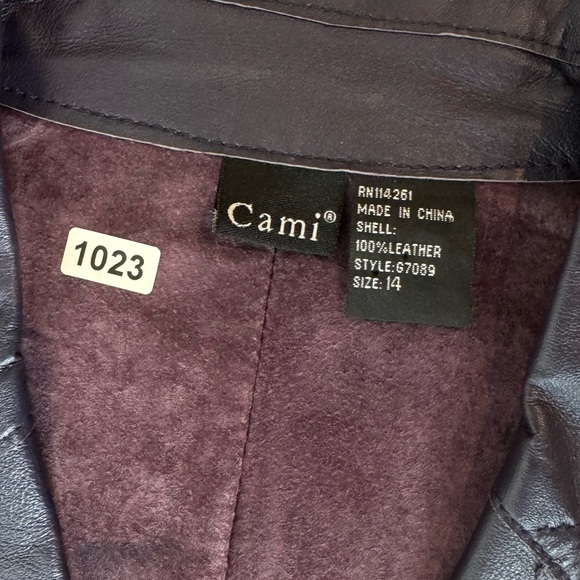 1023
Cami®
RN114261
MADE IN CHINA
SHELL:
100%LEATHER
STYLE:G7089
SIZE:14